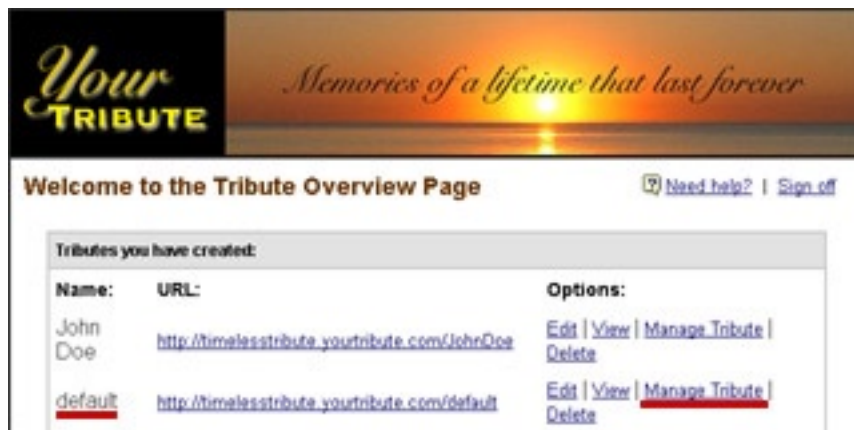 Your
TRIBUTE
Memories of a lifetime that last forever
Welcome to the Tribute Overview Page
Need help? | Sign off
Tributes you have created:
Name: URL: Options:
John Doe http://timelesstribute.yourtribute.com/JohnDoe Edit | View | Manage Tribute | Delete
default http://timelesstribute.yourtribute.com/default Edit | View | Manage Tribute | Delete